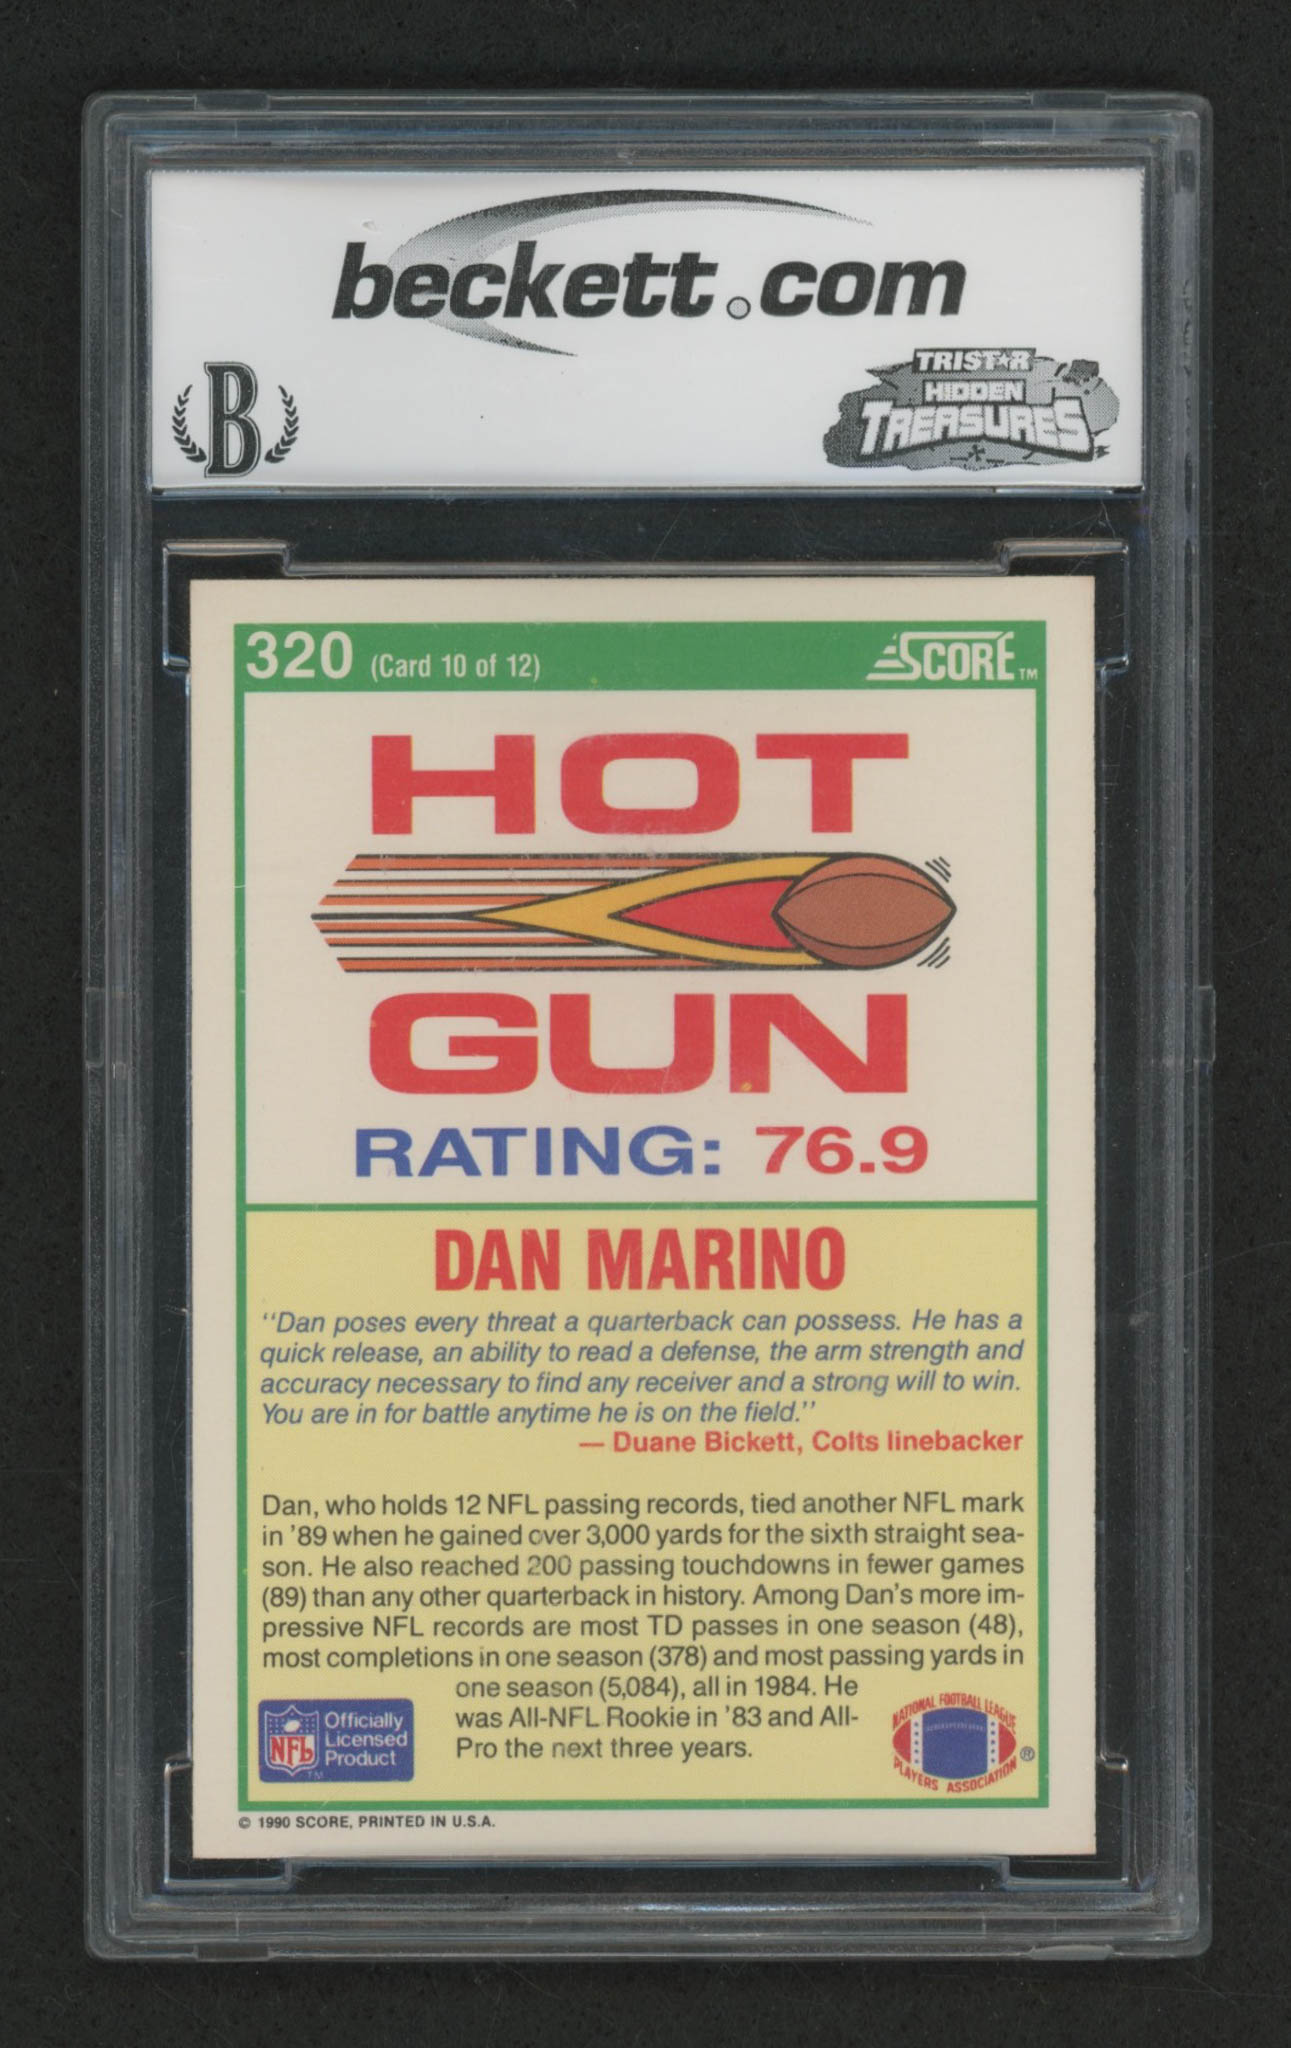 beckett.com
B
TRISTAR
HIDDEN
TREASURES
320 (Card 10 of 12)
SCORE™
HOT
GUN
RATING: 76.9
DAN MARINO
"Dan poses every threat a quarterback can possess. He has a
quick release, an ability to read a defense, the arm strength and
accuracy necessary to find any receiver and a strong will to win.
You are in for battle anytime he is on the field."
— Duane Bickett, Colts linebacker
Dan, who holds 12 NFL passing records, tied another NFL mark
in '89 when he gained over 3,000 yards for the sixth straight sea-
son. He also reached 200 passing touchdowns in fewer games
(89) than any other quarterback in history. Among Dan's more im-
pressive NFL records are most TD passes in one season (48),
most completions in one season (378) and most passing yards in
one season (5,084), all in 1984. He
was All-NFL Rookie in '83 and All-
Pro the next three years.
NFL
TM
Officially
Licensed
Product
NATIONAL FOOTBALL LEAGUE
PLAYERS ASSOCIATION
®
© 1990 SCORE, PRINTED IN U.S.A.